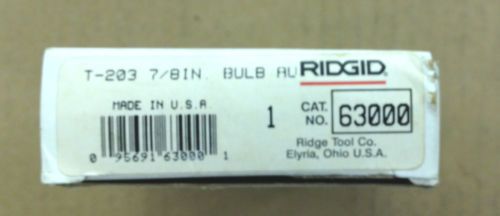 T-203 7/8IN. BULB AU
RIDGID
MADE IN U.S.A.
1
CAT. NO. 63000
0 95691 63000 1
Ridge Tool Co.
Elyria, Ohio U.S.A.